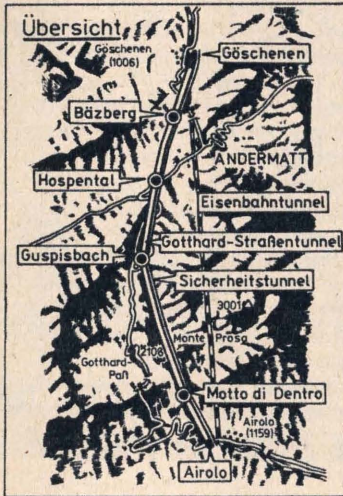 Übersicht
Göschenen
(1006)
Göschenen
Bäzberg
ANDERMATT
Hospental
Eisenbahntunnel
Gotthard-Straßentunnel
Guspisbach
Sicherheitstunnel
3001
2108
Monte Prosa
Gotthard-
Paß
Motto di Dentro
Airolo
(1159)
Airolo